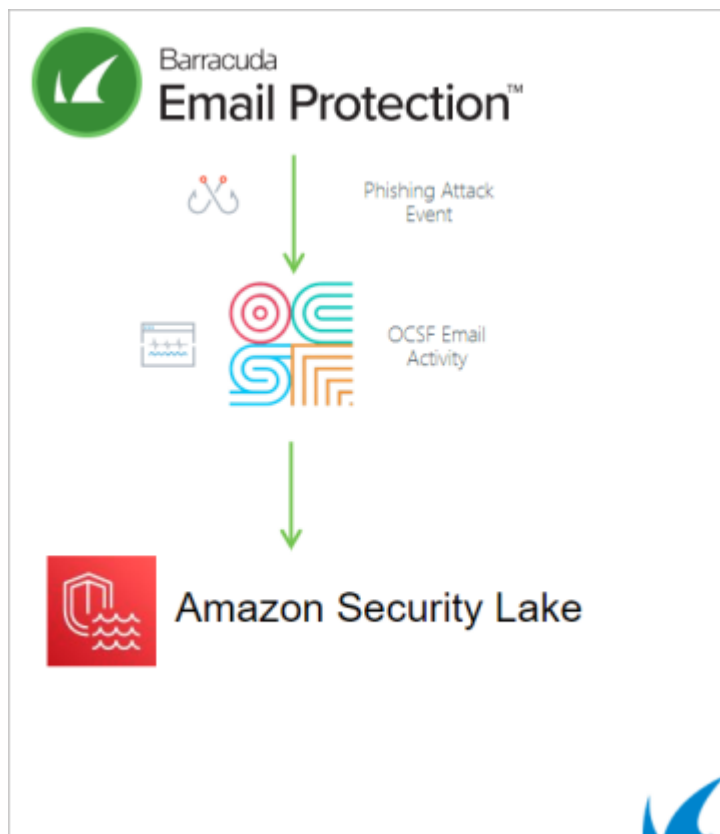 Barracuda
Email Protection™
Phishing Attack
Event
OCSF Email
Activity
Amazon Security Lake